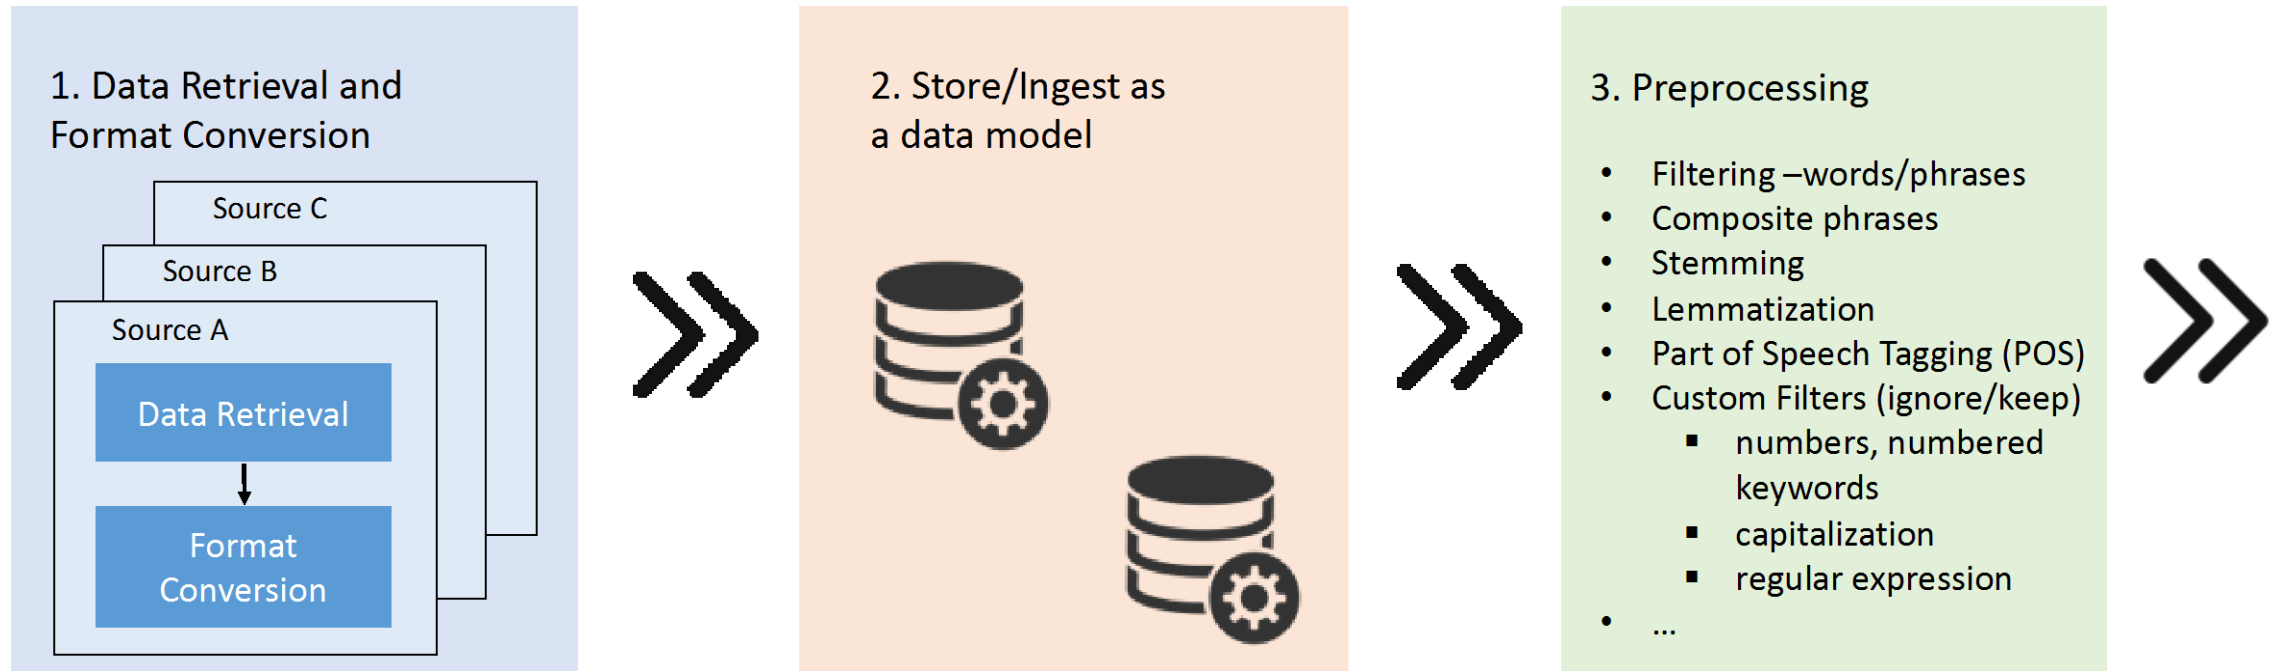 1. Data Retrieval and
Format Conversion
Source C
Source B
Source A
Data Retrieval
Format
Conversion
2. Store/Ingest as
a data model
3. Preprocessing
• Filtering –words/phrases
• Composite phrases
• Stemming
• Lemmatization
• Part of Speech Tagging (POS)
• Custom Filters (ignore/keep)
▪ numbers, numbered
keywords
▪ capitalization
▪ regular expression
• ...